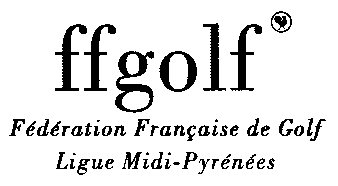 ffgolf
Fédération Française de Golf
Ligue Midi-Pyrénées